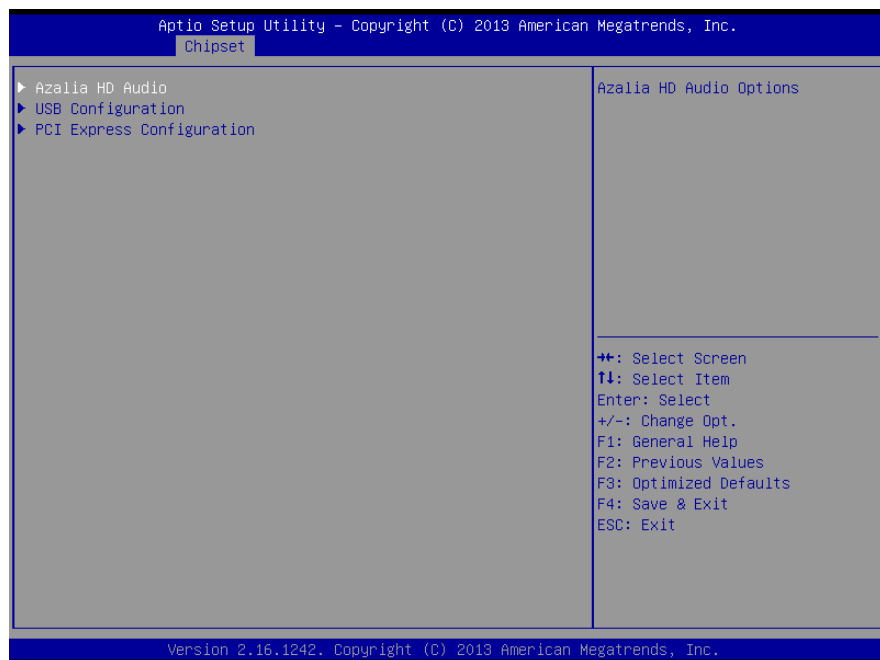 Aptio Setup Utility – Copyright (C) 2013 American Megatrends, Inc.
Chipset
▶ Azalia HD Audio
▶ USB Configuration
▶ PCI Express Configuration
Azalia HD Audio Options
→←: Select Screen
↑↓: Select Item
Enter: Select
+/-: Change Opt.
F1: General Help
F2: Previous Values
F3: Optimized Defaults
F4: Save & Exit
ESC: Exit
Version 2.16.1242. Copyright (C) 2013 American Megatrends, Inc.